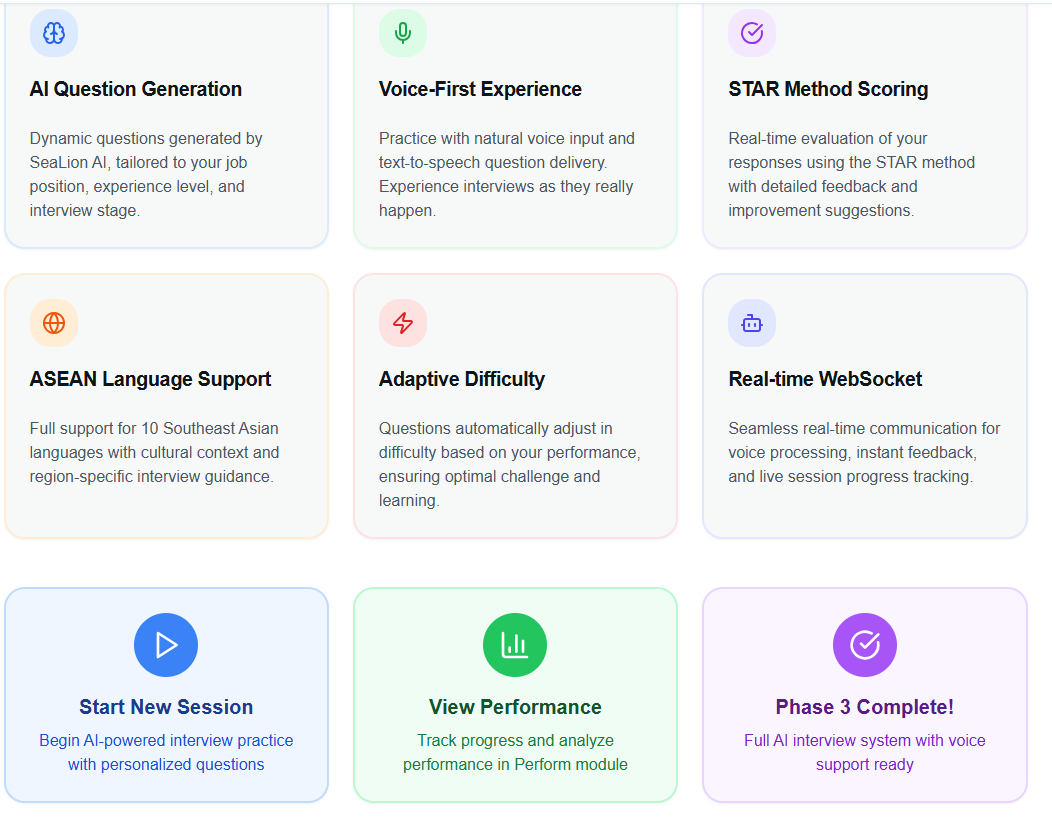 AI Question Generation
Dynamic questions generated by
SeaLion AI, tailored to your job
position, experience level, and
interview stage.
Voice-First Experience
Practice with natural voice input and
text-to-speech question delivery.
Experience interviews as they really
happen.
STAR Method Scoring
Real-time evaluation of your
responses using the STAR method
with detailed feedback and
improvement suggestions.
ASEAN Language Support
Full support for 10 Southeast Asian
languages with cultural context and
region-specific interview guidance.
Adaptive Difficulty
Questions automatically adjust in
difficulty based on your performance,
ensuring optimal challenge and
learning.
Real-time WebSocket
Seamless real-time communication for
voice processing, instant feedback,
and live session progress tracking.
Start New Session
Begin AI-powered interview practice
with personalized questions
View Performance
Track progress and analyze
performance in Perform module
Phase 3 Complete!
Full AI interview system with voice
support ready